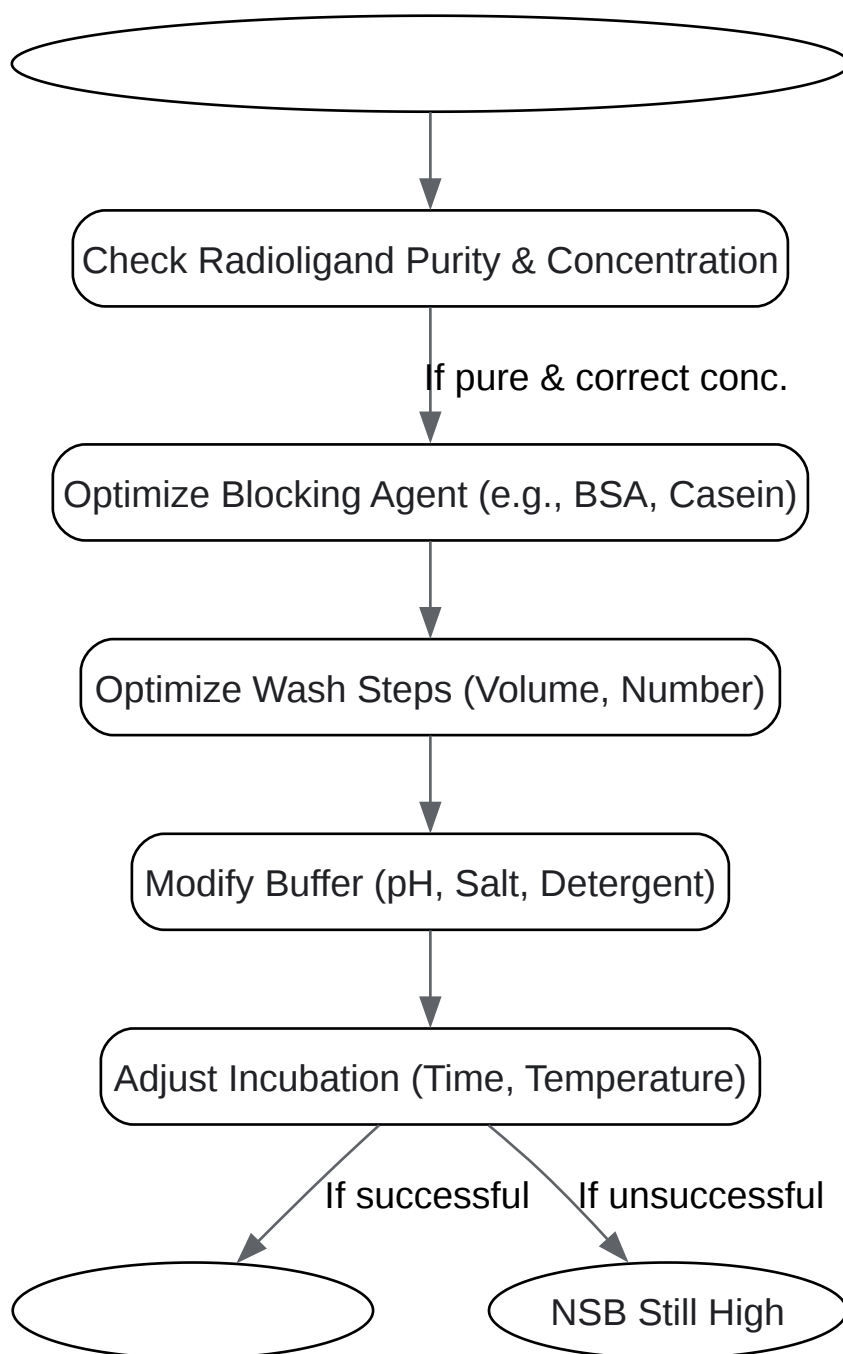 Check Radioligand Purity & Concentration
If pure & correct conc.
Optimize Blocking Agent (e.g., BSA, Casein)
Optimize Wash Steps (Volume, Number)
Modify Buffer (pH, Salt, Detergent)
Adjust Incubation (Time, Temperature)
If successful
If unsuccessful
NSB Still High